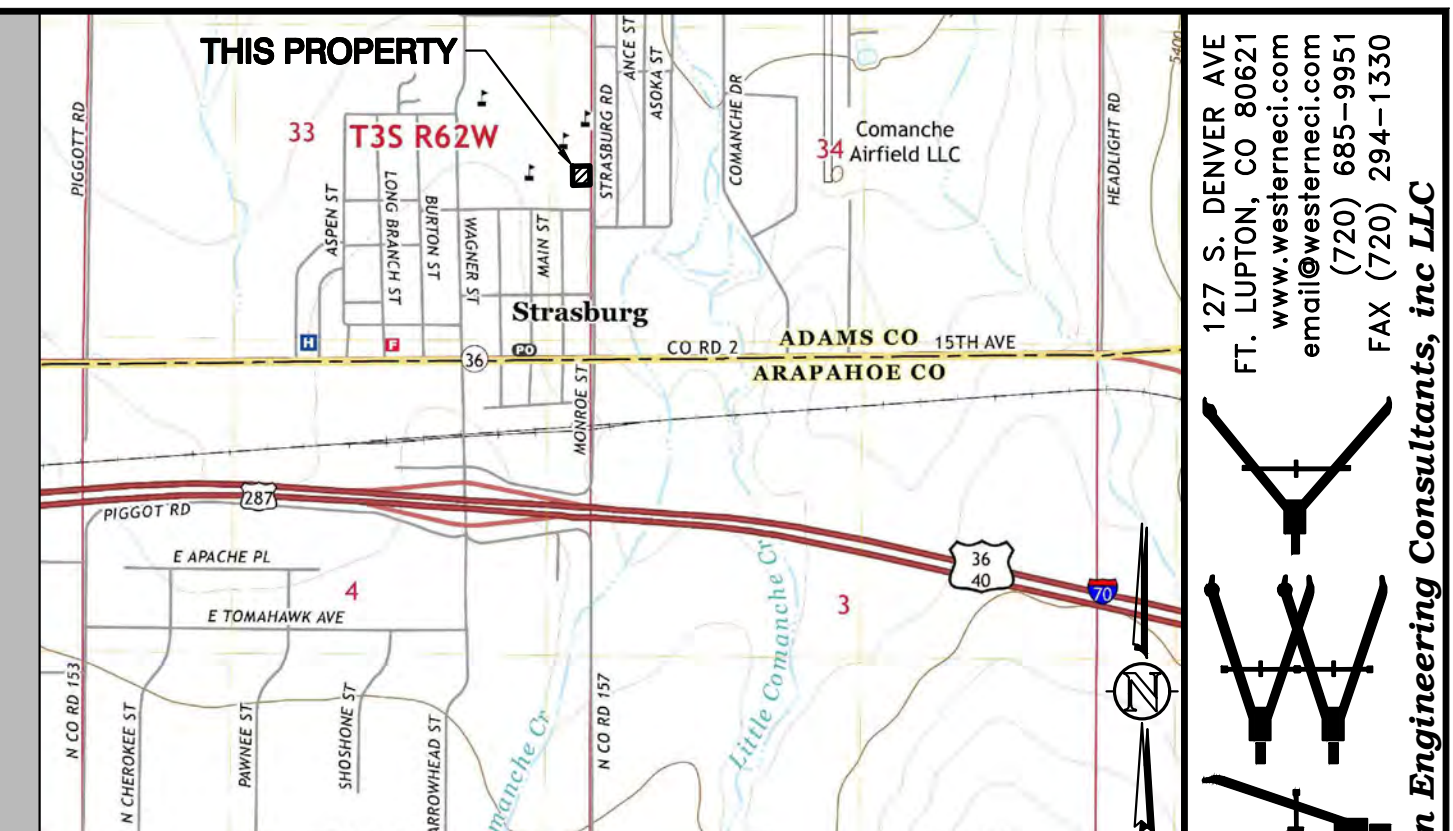 THIS PROPERTY
PIGGOTT RD
33
T3S R62W
ASPEN ST
LONG BRANCH ST
BURTON ST
WAGNER ST
MAIN ST
STRASBURG RD
ANCE ST
ASOKA ST
COMANCHE DR
34
Comanche
Airfield LLC
HEADLIGHT RD
5400
Strasburg
H
F
36
PO
CO RD 2
ADAMS CO
15TH AVE
ARAPAHOE CO
MONROE ST
287
PIGGOT RD
E APACHE PL
4
E TOMAHAWK AVE
36
40
70
3
N CO RD 153
N CHEROKEE ST
PAWNEE ST
SHOSHONE ST
ARROWHEAD ST
manche Cr
N CO RD 157
Little Comanche Cr
N
127 S. DENVER AVE
FT. LUPTON, CO 80621
www.westerneci.com
email@westerneci.com
(720) 685-9951
FAX (720) 294-1330
n Engineering Consultants, inc LLC